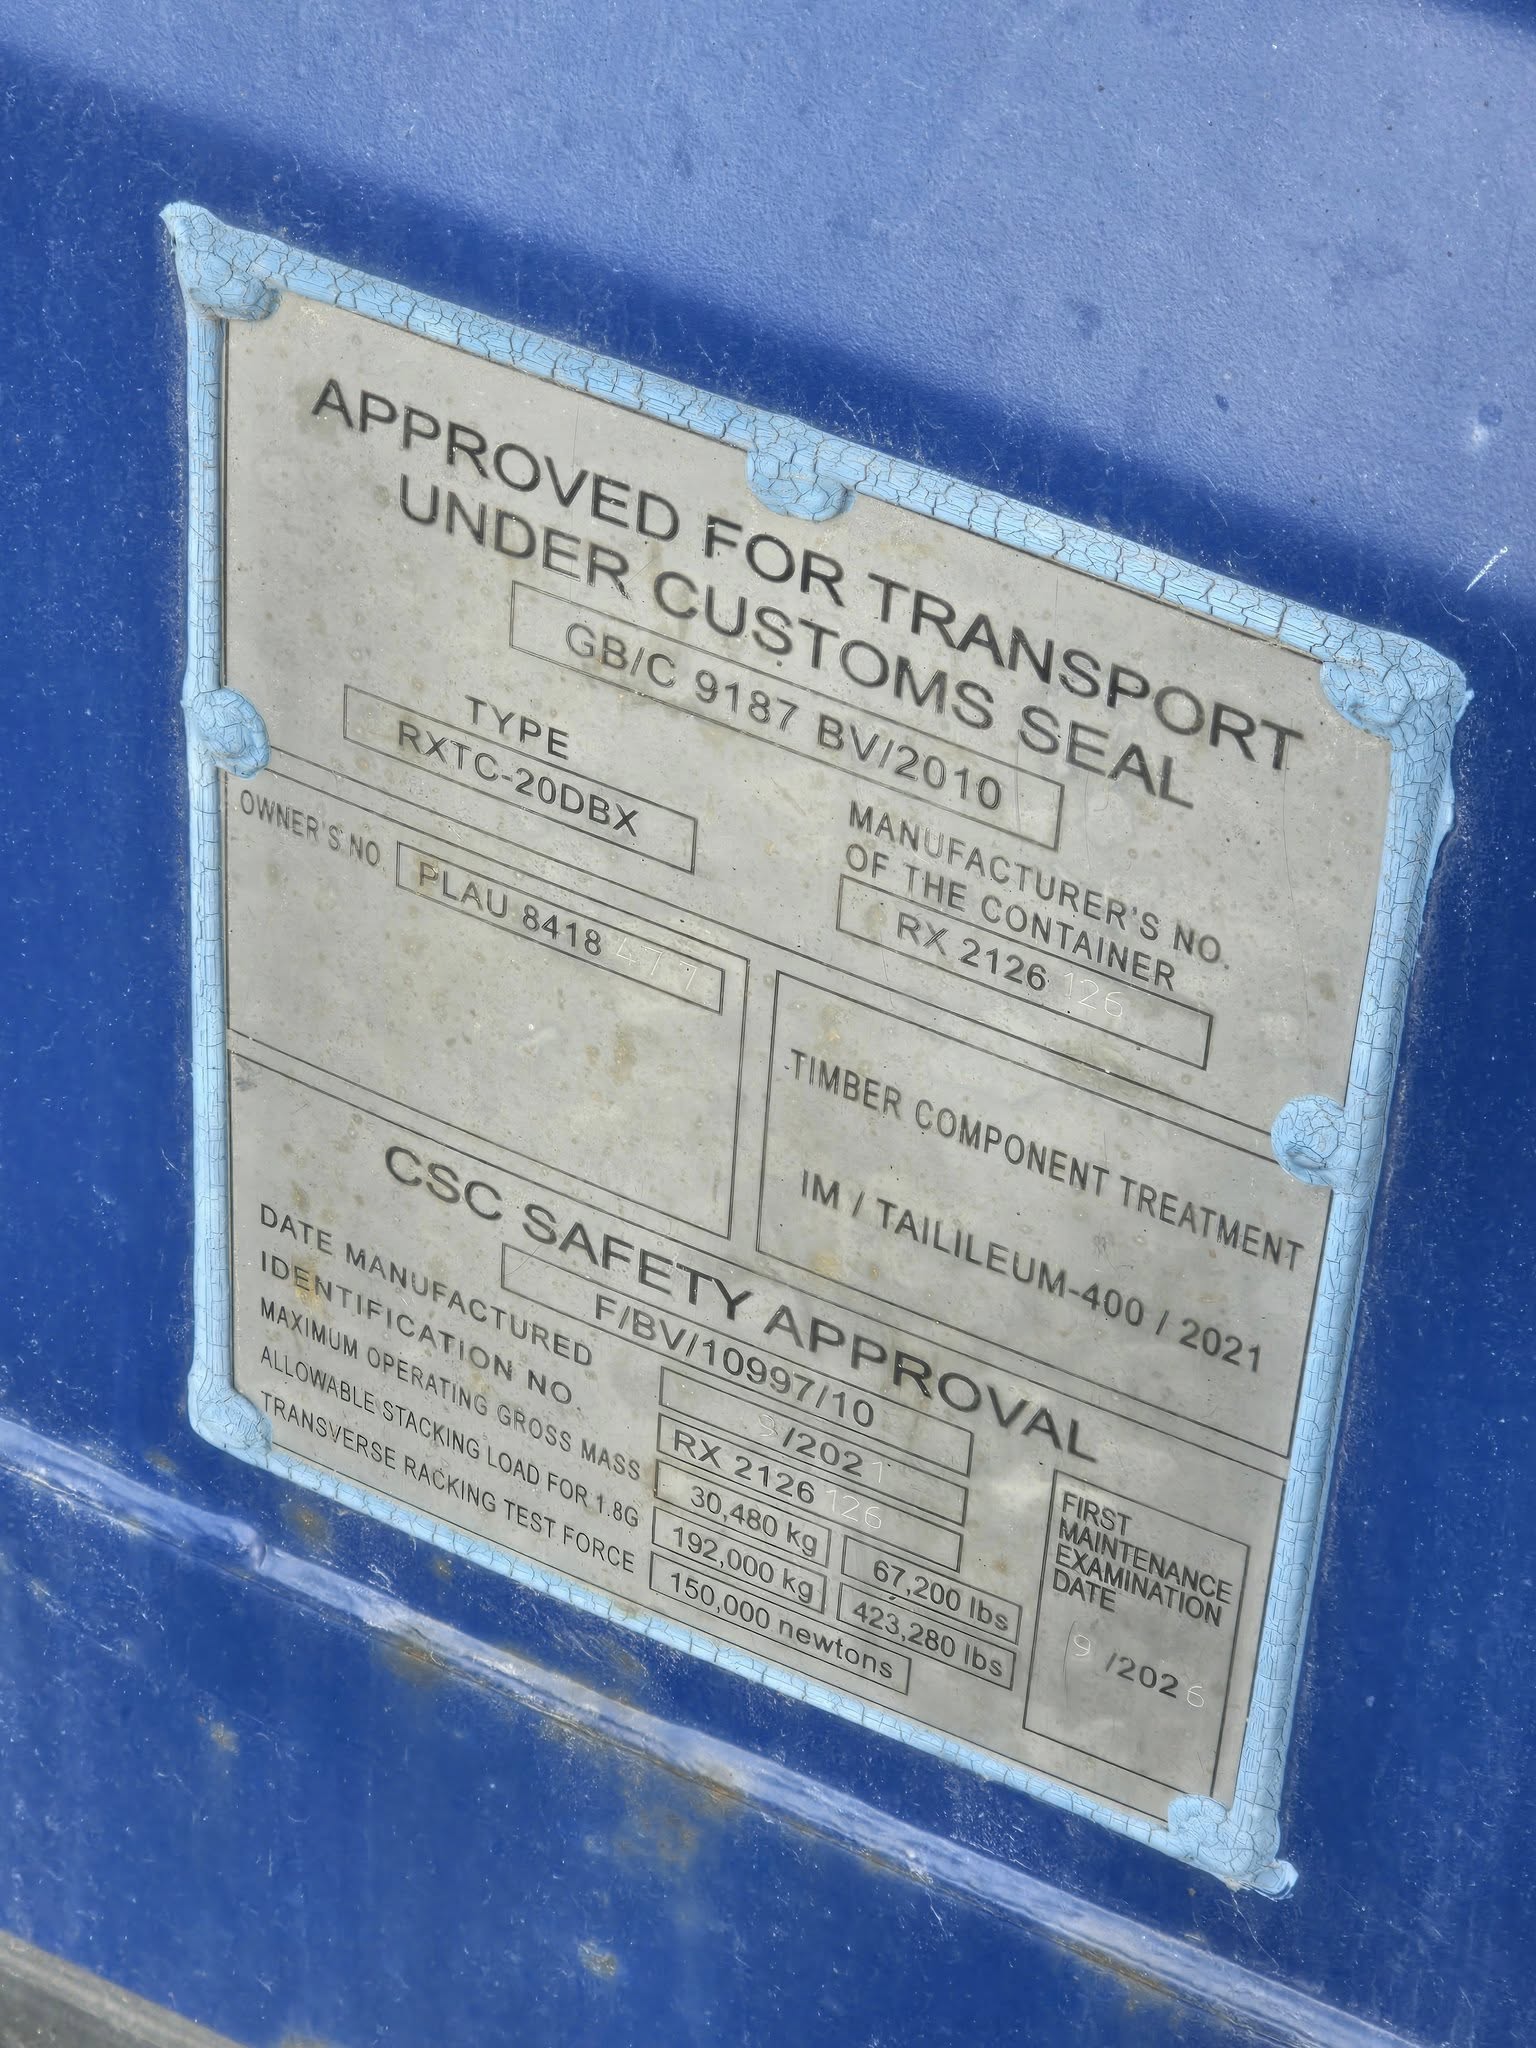 APPROVED FOR TRANSPORT
UNDER CUSTOMS SEAL
GB/C 9187 BV/2010
TYPE
RXTC-20DBX
MANUFACTURER'S NO.
OF THE CONTAINER
RX 2126 126
OWNER'S NO. PLAU 8418 477
TIMBER COMPONENT TREATMENT
IM / TAILILEUM-400 / 2021
CSC SAFETY APPROVAL
F/BV/10997/10
DATE MANUFACTURED 9/2021
IDENTIFICATION NO. RX 2126 126
MAXIMUM OPERATING GROSS MASS 30,480 kg 67,200 lbs
ALLOWABLE STACKING LOAD FOR 1.8G 192,000 kg 423,280 lbs
TRANSVERSE RACKING TEST FORCE 150,000 newtons
FIRST
MAINTENANCE
EXAMINATION
DATE
9 /2026